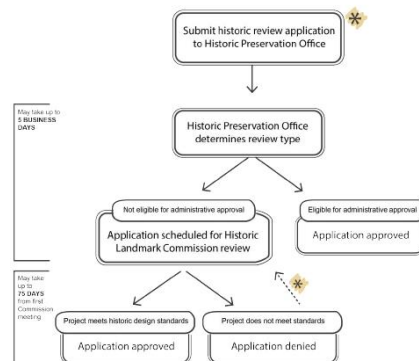 Submit historic review application
to Historic Preservation Office
May take up to
5 BUSINESS
DAYS
Historic Preservation Office
determines review type
Not eligible for administrative approval
Application scheduled for Historic
Landmark Commission review
Eligible for administrative approval
Application approved
May take
up to
75 DAYS
from first
Commission
meeting
Project meets historic design standards
Application approved
Project does not meet standards
Application denied